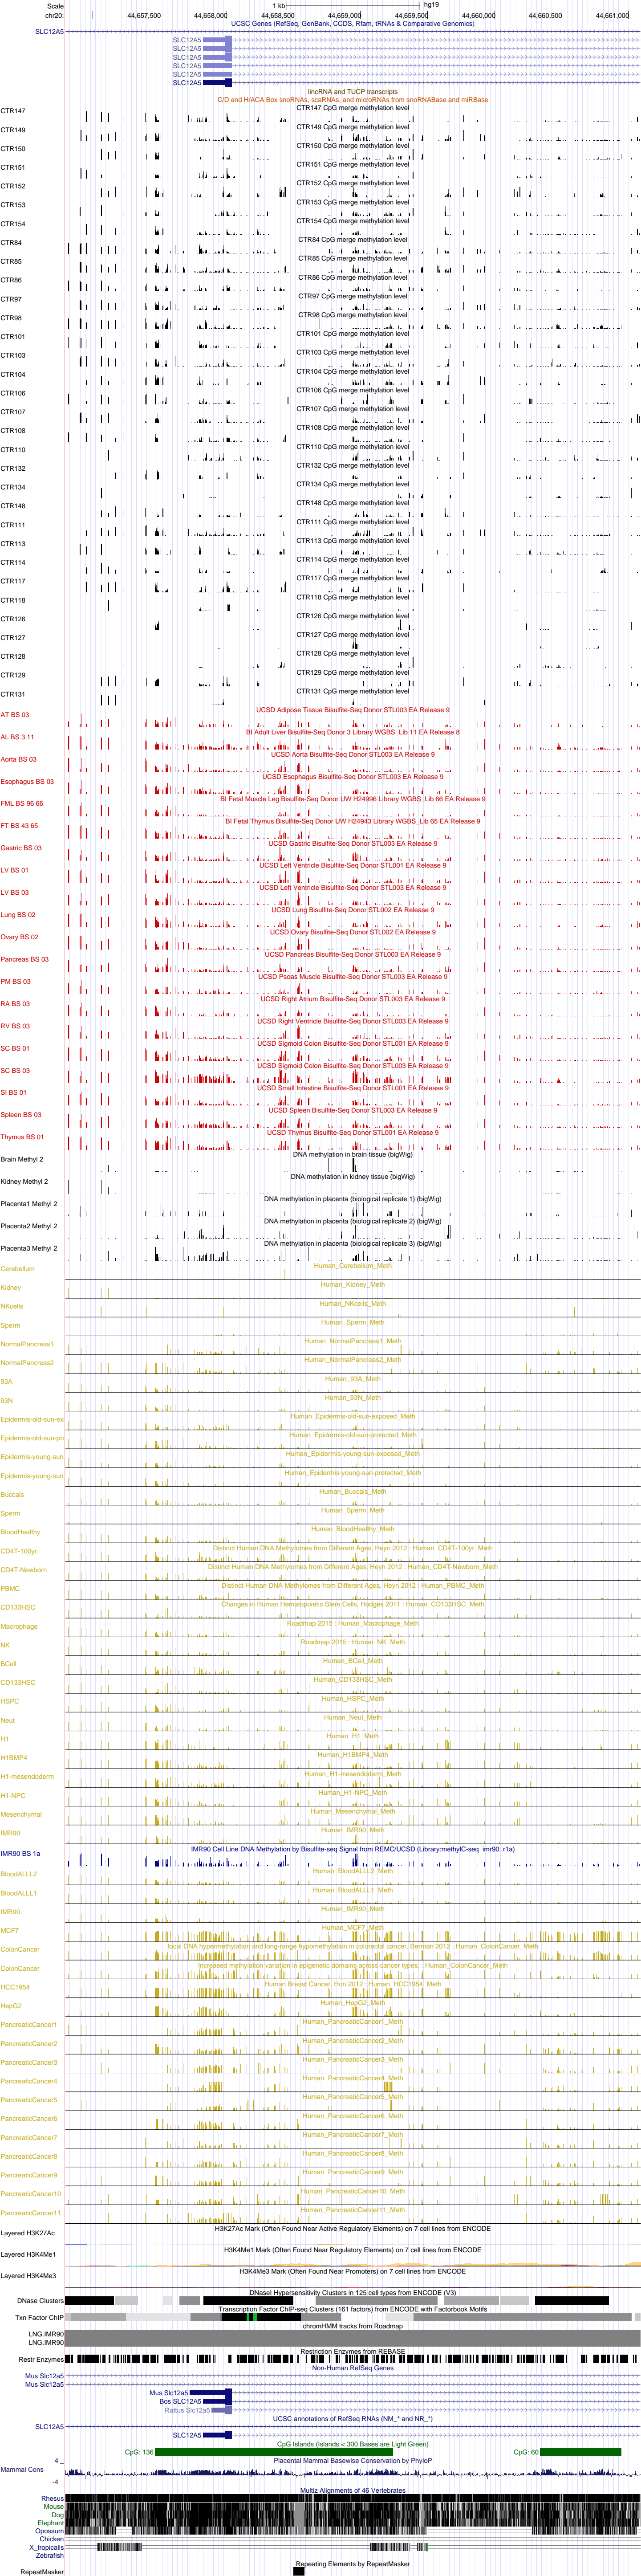 Scale 1 kb hg19
chr20: 44,657,500 44,658,000 44,658,500 44,659,000 44,659,500 44,660,000 44,660,500 44,661,000
UCSC Genes (RefSeq, GenBank, CCDS, Rfam, tRNAs & Comparative Genomics)
SLC12A5
SLC12A5
SLC12A5
SLC12A5
SLC12A5
SLC12A5
SLC12A5
lincRNA and TUCP transcripts
C/D and H/ACA Box snoRNAs, scaRNAs, and microRNAs from snoRNABase and miRBase
CTR147 CpG merge methylation level
CTR147
CTR149 CpG merge methylation level
CTR149
CTR150 CpG merge methylation level
CTR150
CTR151 CpG merge methylation level
CTR151
CTR152 CpG merge methylation level
CTR152
CTR153 CpG merge methylation level
CTR153
CTR154 CpG merge methylation level
CTR154
CTR84 CpG merge methylation level
CTR84
CTR85 CpG merge methylation level
CTR85
CTR86 CpG merge methylation level
CTR86
CTR97 CpG merge methylation level
CTR97
CTR98 CpG merge methylation level
CTR98
CTR101 CpG merge methylation level
CTR101
CTR103 CpG merge methylation level
CTR103
CTR104 CpG merge methylation level
CTR104
CTR106 CpG merge methylation level
CTR106
CTR107 CpG merge methylation level
CTR107
CTR108 CpG merge methylation level
CTR108
CTR110 CpG merge methylation level
CTR110
CTR132 CpG merge methylation level
CTR132
CTR134 CpG merge methylation level
CTR134
CTR148 CpG merge methylation level
CTR148
CTR111 CpG merge methylation level
CTR111
CTR113 CpG merge methylation level
CTR113
CTR114 CpG merge methylation level
CTR114
CTR117 CpG merge methylation level
CTR117
CTR118 CpG merge methylation level
CTR118
CTR126 CpG merge methylation level
CTR126
CTR127 CpG merge methylation level
CTR127
CTR128 CpG merge methylation level
CTR128
CTR129 CpG merge methylation level
CTR129
CTR131 CpG merge methylation level
CTR131
UCSD Adipose Tissue Bisulfite-Seq Donor STL003 EA Release 9
AT BS 03
BI Adult Liver Bisulfite-Seq Donor 3 Library WGBS_Lib 11 EA Release 8
AL BS 3 11
UCSD Aorta Bisulfite-Seq Donor STL003 EA Release 9
Aorta BS 03
UCSD Esophagus Bisulfite-Seq Donor STL003 EA Release 9
Esophagus BS 03
BI Fetal Muscle Leg Bisulfite-Seq Donor UW H24996 Library WGBS_Lib 66 EA Release 9
FML BS 96 66
BI Fetal Thymus Bisulfite-Seq Donor UW H24943 Library WGBS_Lib 65 EA Release 9
FT BS 43 65
UCSD Gastric Bisulfite-Seq Donor STL003 EA Release 9
Gastric BS 03
UCSD Left Ventricle Bisulfite-Seq Donor STL001 EA Release 9
LV BS 01
UCSD Left Ventricle Bisulfite-Seq Donor STL003 EA Release 9
LV BS 03
UCSD Lung Bisulfite-Seq Donor STL002 EA Release 9
Lung BS 02
UCSD Ovary Bisulfite-Seq Donor STL002 EA Release 9
Ovary BS 02
UCSD Pancreas Bisulfite-Seq Donor STL003 EA Release 9
Pancreas BS 03
UCSD Psoas Muscle Bisulfite-Seq Donor STL003 EA Release 9
PM BS 03
UCSD Right Atrium Bisulfite-Seq Donor STL003 EA Release 9
RA BS 03
UCSD Right Ventricle Bisulfite-Seq Donor STL003 EA Release 9
RV BS 03
UCSD Sigmoid Colon Bisulfite-Seq Donor STL001 EA Release 9
SC BS 01
UCSD Sigmoid Colon Bisulfite-Seq Donor STL003 EA Release 9
SC BS 03
UCSD Small Intestine Bisulfite-Seq Donor STL001 EA Release 9
SI BS 01
UCSD Spleen Bisulfite-Seq Donor STL003 EA Release 9
Spleen BS 03
UCSD Thymus Bisulfite-Seq Donor STL001 EA Release 9
Thymus BS 01
DNA methylation in brain tissue (bigWig)
Brain Methyl 2
DNA methylation in kidney tissue (bigWig)
Kidney Methyl 2
DNA methylation in placenta (biological replicate 1) (bigWig)
Placenta1 Methyl 2
DNA methylation in placenta (biological replicate 2) (bigWig)
Placenta2 Methyl 2
DNA methylation in placenta (biological replicate 3) (bigWig)
Placenta3 Methyl 2
Human_Cerebellum_Meth
Cerebellum
Human_Kidney_Meth
Kidney
Human_NKcells_Meth
NKcells
Human_Sperm_Meth
Sperm
Human_NormalPancreas1_Meth
NormalPancreas1
Human_NormalPancreas2_Meth
NormalPancreas2
Human_93A_Meth
93A
Human_93N_Meth
93N
Human_Epidermis-old-sun-exposed_Meth
Epidermis-old-sun-ex
Human_Epidermis-old-sun-protected_Meth
Epidermis-old-sun-pn
Human_Epidermis-young-sun-exposed_Meth
Epidermis-young-sun
Human_Epidermis-young-sun-protected_Meth
Epidermis-young-sun
Human_Buccals_Meth
Buccals
Human_Sperm_Meth
Sperm
Human_BloodHealthy_Meth
BloodHealthy
Distinct Human DNA Methylomes from Different Ages, Heyn 2012 : Human_CD4T-100yr_Meth
CD4T-100yr
Distinct Human DNA Methylomes from Different Ages, Heyn 2012 : Human_CD4T-Newborn_Meth
CD4T-Newborn
Distinct Human DNA Methylomes from Different Ages, Heyn 2012 : Human_PBMC_Meth
PBMC
Changes in Human Hematopoietic Stem Cells, Hodges 2011 : Human_CD133HSC_Meth
CD133HSC
Roadmap 2015 : Human_Macrophage_Meth
Macrophage
Roadmap 2015 : Human_NK_Meth
NK
Human_BCell_Meth
BCell
Human_CD133HSC_Meth
CD133HSC
Human_HSPC_Meth
HSPC
Human_Neut_Meth
Neut
Human_H1_Meth
H1
Human_H1BMP4_Meth
H1BMP4
Human_H1-mesendoderm_Meth
H1-mesendoderm
Human_H1-NPC_Meth
H1-NPC
Human_Mesenchymal_Meth
Mesenchymal
Human_IMR90_Meth
IMR90
IMR90 Cell Line DNA Methylation by Bisulfite-seq Signal from REMC/UCSD (Library:methylC-seq_imr90_r1a)
IMR90 BS 1a
Human_BloodALLL2_Meth
BloodALLL2
Human_BloodALLL1_Meth
BloodALLL1
Human_IMR90_Meth
IMR90
Human_MCF7_Meth
MCF7
focal DNA hypermethylation and long-range hypomethylation in colorectal cancer, Berman 2012 : Human_ColonCancer_Meth
ColonCancer
Increased methylation variation in epigenetic domains across cancer types. : Human_ColonCancer_Meth
ColonCancer
Human Breast Cancer, Hon 2012 : Human_HCC1954_Meth
HCC1954
Human_HepG2_Meth
HepG2
Human_PancreaticCancer1_Meth
PancreaticCancer1
Human_PancreaticCancer2_Meth
PancreaticCancer2
Human_PancreaticCancer3_Meth
PancreaticCancer3
Human_PancreaticCancer4_Meth
PancreaticCancer4
Human_PancreaticCancer5_Meth
PancreaticCancer5
Human_PancreaticCancer6_Meth
PancreaticCancer6
Human_PancreaticCancer7_Meth
PancreaticCancer7
Human_PancreaticCancer8_Meth
PancreaticCancer8
Human_PancreaticCancer9_Meth
PancreaticCancer9
Human_PancreaticCancer10_Meth
PancreaticCancer10
Human_PancreaticCancer11_Meth
PancreaticCancer11
H3K27Ac Mark (Often Found Near Active Regulatory Elements) on 7 cell lines from ENCODE
Layered H3K27Ac
H3K4Me1 Mark (Often Found Near Regulatory Elements) on 7 cell lines from ENCODE
Layered H3K4Me1
H3K4Me3 Mark (Often Found Near Promoters) on 7 cell lines from ENCODE
Layered H3K4Me3
DNaseI Hypersensitivity Clusters in 125 cell types from ENCODE (V3)
DNase Clusters
Transcription Factor ChIP-seq Clusters (161 factors) from ENCODE with Factorbook Motifs
Txn Factor ChIP
chromHMM tracks from Roadmap
LNG.IMR90
LNG.IMR90
Restriction Enzymes from REBASE
Restr Enzymes
Non-Human RefSeq Genes
Mus Slc12a5
Mus Slc12a5
Mus Slc12a5
Bos SLC12A5
Rattus Slc12a5
UCSC annotations of RefSeq RNAs (NM_* and NR_*)
SLC12A5
SLC12A5
CpG Islands (Islands < 300 Bases are Light Green)
CpG: 136 CpG: 60
Placental Mammal Basewise Conservation by PhyloP
4 _
Mammal Cons
-4 _
Multiz Alignments of 46 Vertebrates
Rhesus
Mouse
Dog
Elephant
Opossum
Chicken
X_tropicalis
Zebrafish
Repeating Elements by RepeatMasker
RepeatMasker